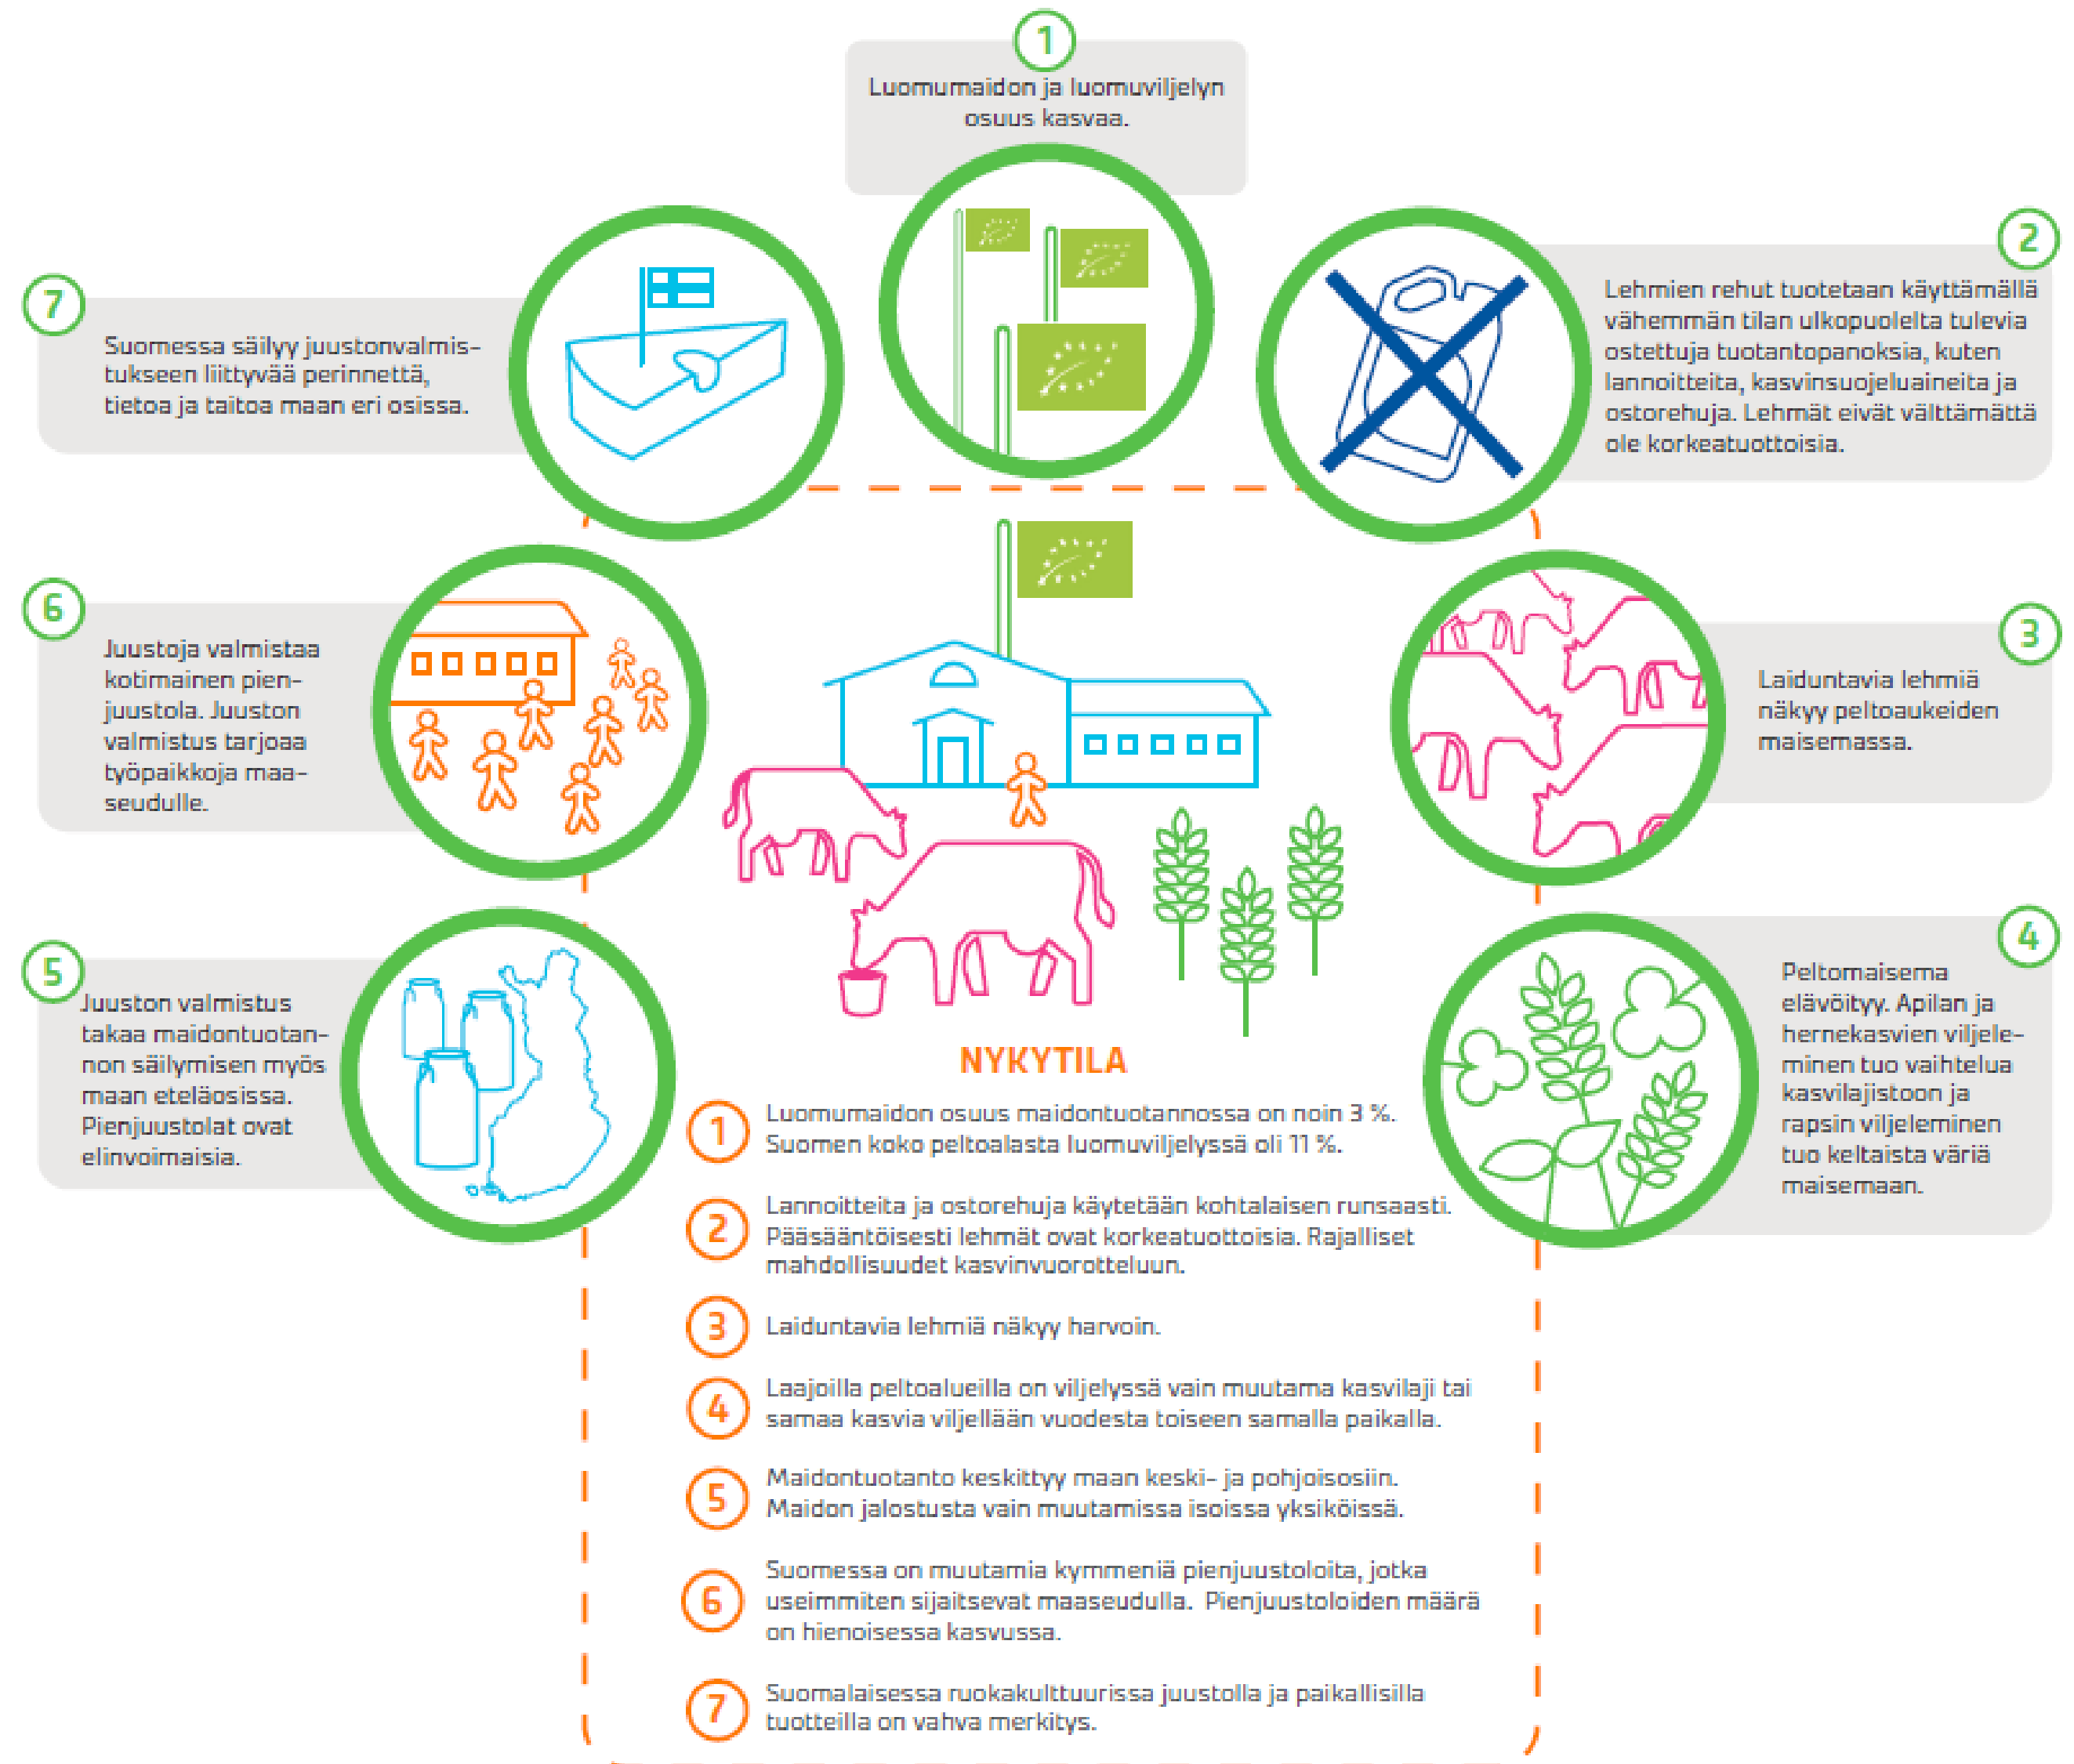 1
Luomumaidon ja luomuviljelyn
osuus kasvaa.
2
Lehmien rehut tuotetaan käyttämällä
vähemmän tilan ulkopuolelta tulevia
ostettuja tuotantopanoksia, kuten
lannoitteita, kasvinsuojeluaineita ja
ostorehuja. Lehmät eivät välttämättä
ole korkeatuottoisia.
3
Laiduntavia lehmiä
näkyy peltoaukeiden
maisemassa.
4
Peltomaisema
elävöityy. Apilan ja
hernekasvien viljele-
minen tuo vaihtelua
kasvilajistoon ja
rapsin viljeleminen
tuo keltaista väriä
maisemaan.
5
Juuston valmistus
takaa maidontuotan-
non säilymisen myös
maan eteläosissa.
Pienjuustolat ovat
elinvoimaisia.
6
Juustoja valmistaa
kotimainen pien-
juustola. Juuston
valmistus tarjoaa
työpaikkoja maa-
seudulle.
7
Suomessa säilyy juustonvalmis-
tukseen liittyvää perinnettä,
tietoa ja taitoa maan eri osissa.
NYKYTILA
1
Luomumaidon osuus maidontuotannossa on noin 3 %.
Suomen koko peltoalasta luomuviljelyssä oli 11 %.
2
Lannoitteita ja ostorehuja käytetään kohtalaisen runsaasti.
Pääsääntöisesti lehmät ovat korkeatuottoisia. Rajalliset
mahdollisuudet kasvinvuorotteluun.
3
Laiduntavia lehmiä näkyy harvoin.
4
Laajoilla peltoalueilla on viljelyssä vain muutama kasvilaji tai
samaa kasvia viljellään vuodesta toiseen samalla paikalla.
5
Maidontuotanto keskittyy maan keski- ja pohjoisosiin.
Maidon jalostusta vain muutamissa isoissa yksiköissä.
6
Suomessa on muutamia kymmeniä pienjuustoloita, jotka
useimmiten sijaitsevat maaseudulla. Pienjuustoloiden määrä
on hienoisessa kasvussa.
7
Suomalaisessa ruokakulttuurissa juustolla ja paikallisilla
tuotteilla on vahva merkitys.